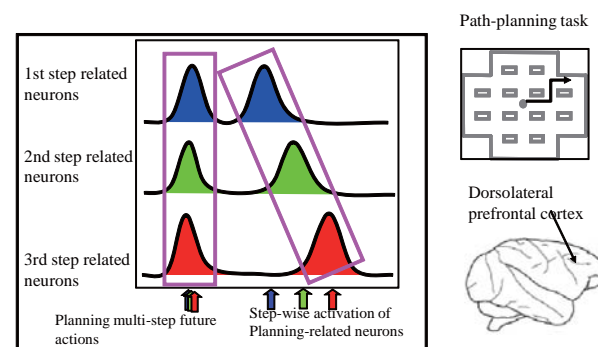 Path-planning task
1st step related
neurons
2nd step related
neurons
3rd step related
neurons
Dorsolateral
prefrontal cortex
Planning multi-step future
actions
Step-wise activation of
Planning-related neurons